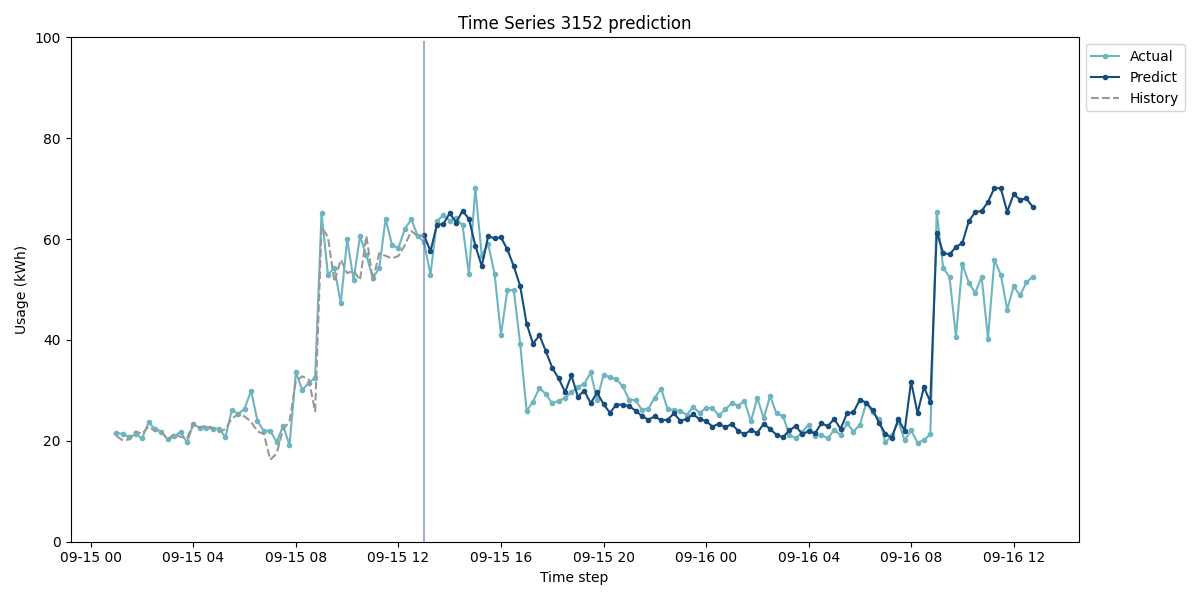 Time Series 3152 prediction
100
80
60
40
20
0
Usage (kWh)
09-15 00
09-15 04
09-15 08
09-15 12
09-15 16
09-15 20
09-16 00
09-16 04
09-16 08
09-16 12
Time step
Actual
Predict
History